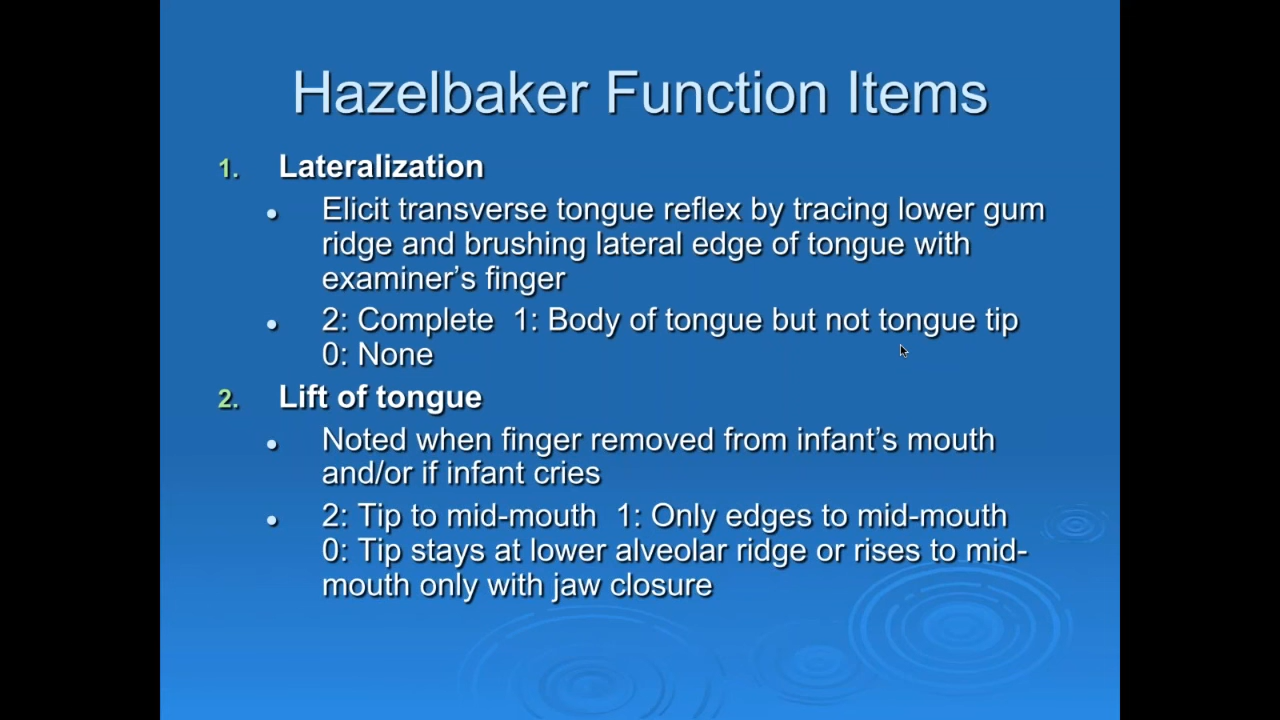 Hazelbaker Function Items
1. Lateralization
• Elicit transverse tongue reflex by tracing lower gum
ridge and brushing lateral edge of tongue with
examiner’s finger
• 2: Complete  1: Body of tongue but not tongue tip
0: None
2. Lift of tongue
• Noted when finger removed from infant’s mouth
and/or if infant cries
• 2: Tip to mid-mouth  1: Only edges to mid-mouth
0: Tip stays at lower alveolar ridge or rises to mid-
mouth only with jaw closure